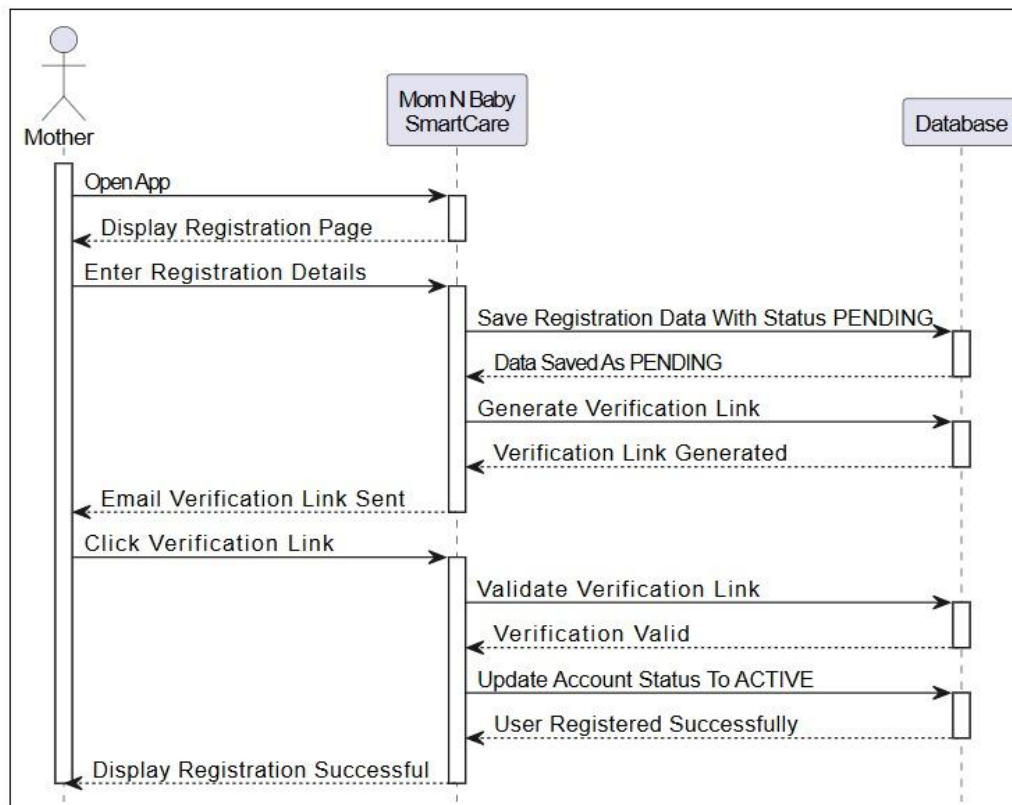 Mother
Mom N Baby
SmartCare
Database
Open App
Display Registration Page
Enter Registration Details
Save Registration Data With Status PENDING
Data Saved As PENDING
Generate Verification Link
Verification Link Generated
Email Verification Link Sent
Click Verification Link
Validate Verification Link
Verification Valid
Update Account Status To ACTIVE
User Registered Successfully
Display Registration Successful